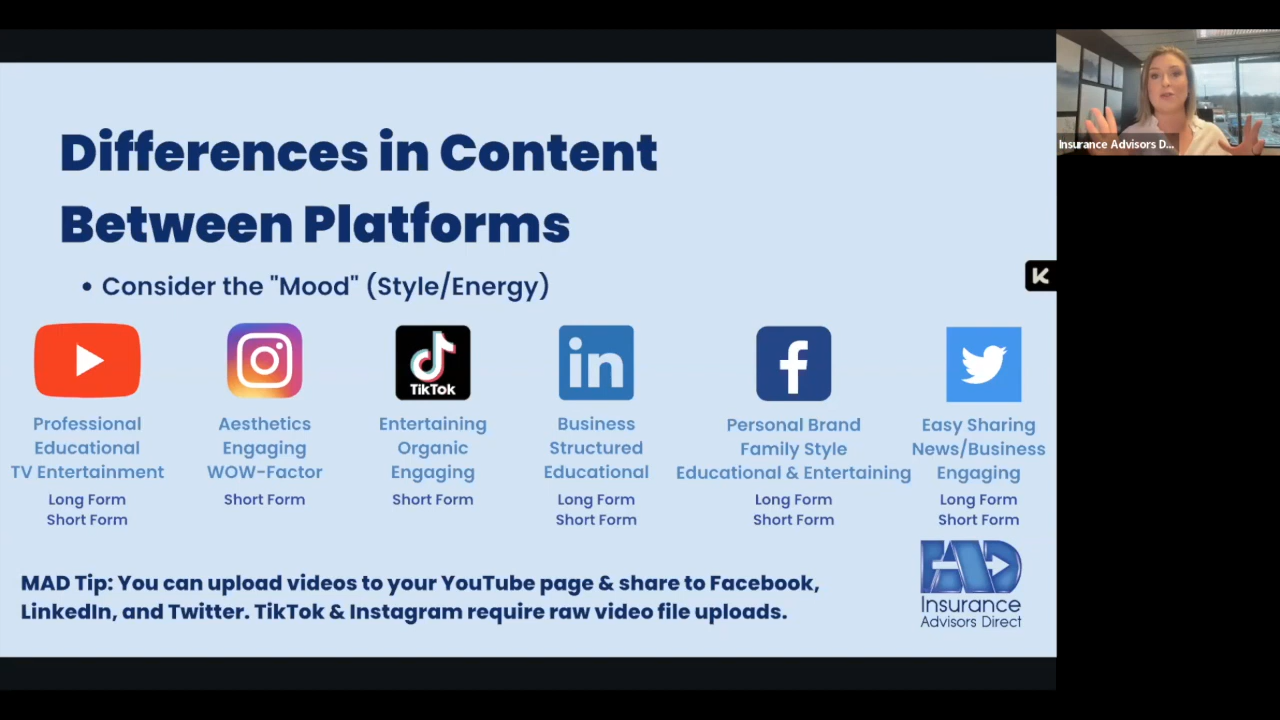 Differences in Content
Between Platforms
• Consider the "Mood" (Style/Energy)
TikTok
in
f
Professional
Educational
TV Entertainment
Long Form
Short Form
Aesthetics
Engaging
WOW-Factor
Short Form
Entertaining
Organic
Engaging
Short Form
Business
Structured
Educational
Long Form
Short Form
Personal Brand
Family Style
Educational & Entertaining
Long Form
Short Form
Easy Sharing
News/Business
Engaging
Long Form
Short Form
MAD Tip: You can upload videos to your YouTube page & share to Facebook,
LinkedIn, and Twitter. TikTok & Instagram require raw video file uploads.
IAD
Insurance
Advisors Direct
K
Insurance Advisors D...